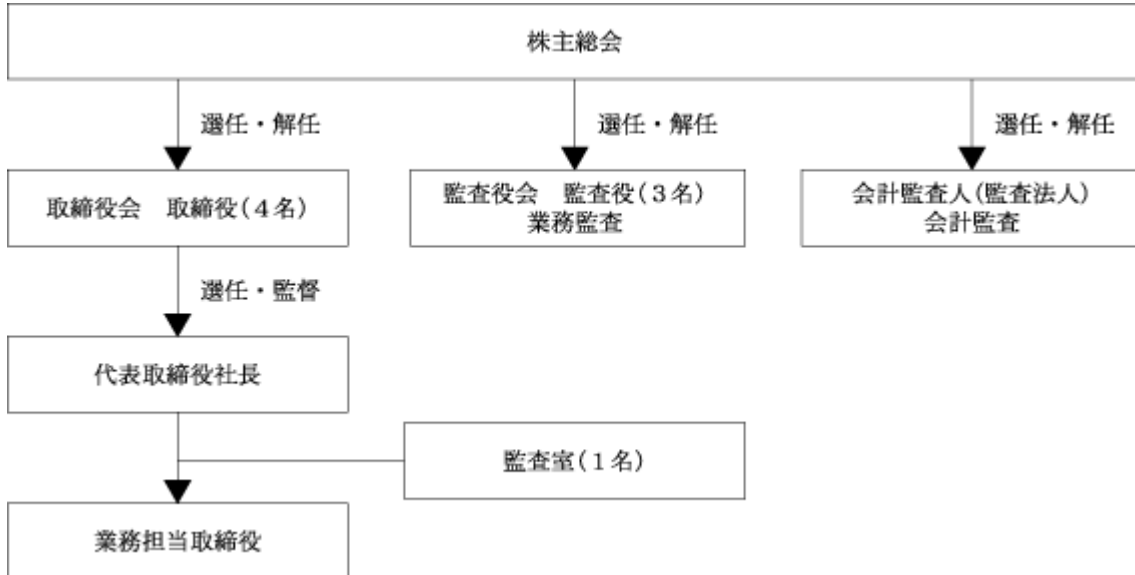 株主総会
選任・解任
選任・解任
選任・解任
取締役会　取締役(４名)
監査役会　監査役(３名)
業務監査
会計監査人(監査法人)
会計監査
選任・監督
代表取締役社長
監査室(１名)
業務担当取締役